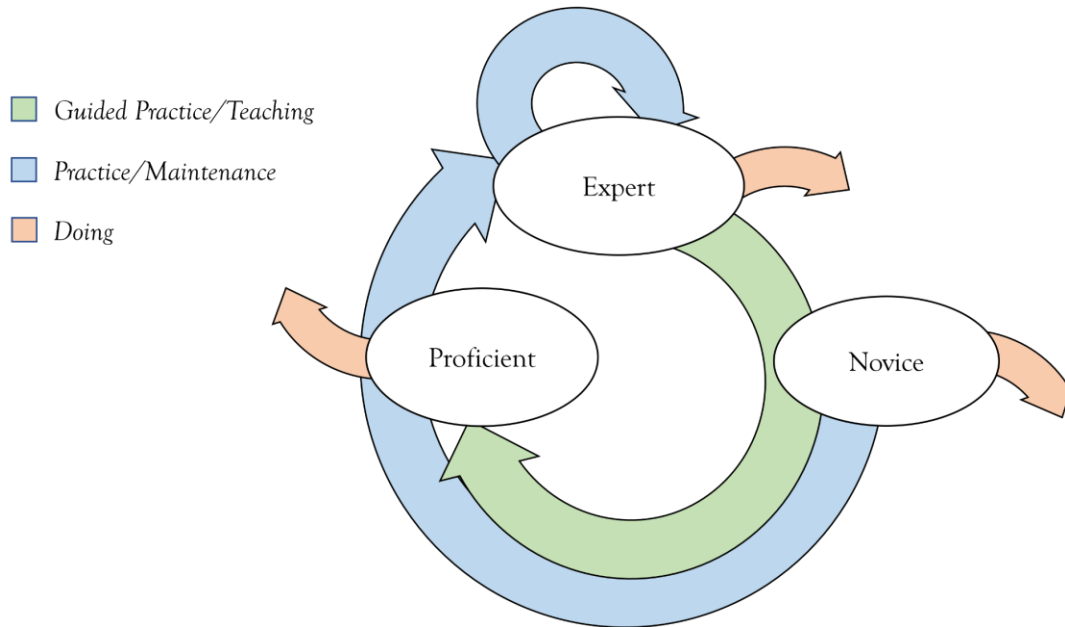 Guided Practice/Teaching
Practice/Maintenance
Doing
Expert
Proficient
Novice